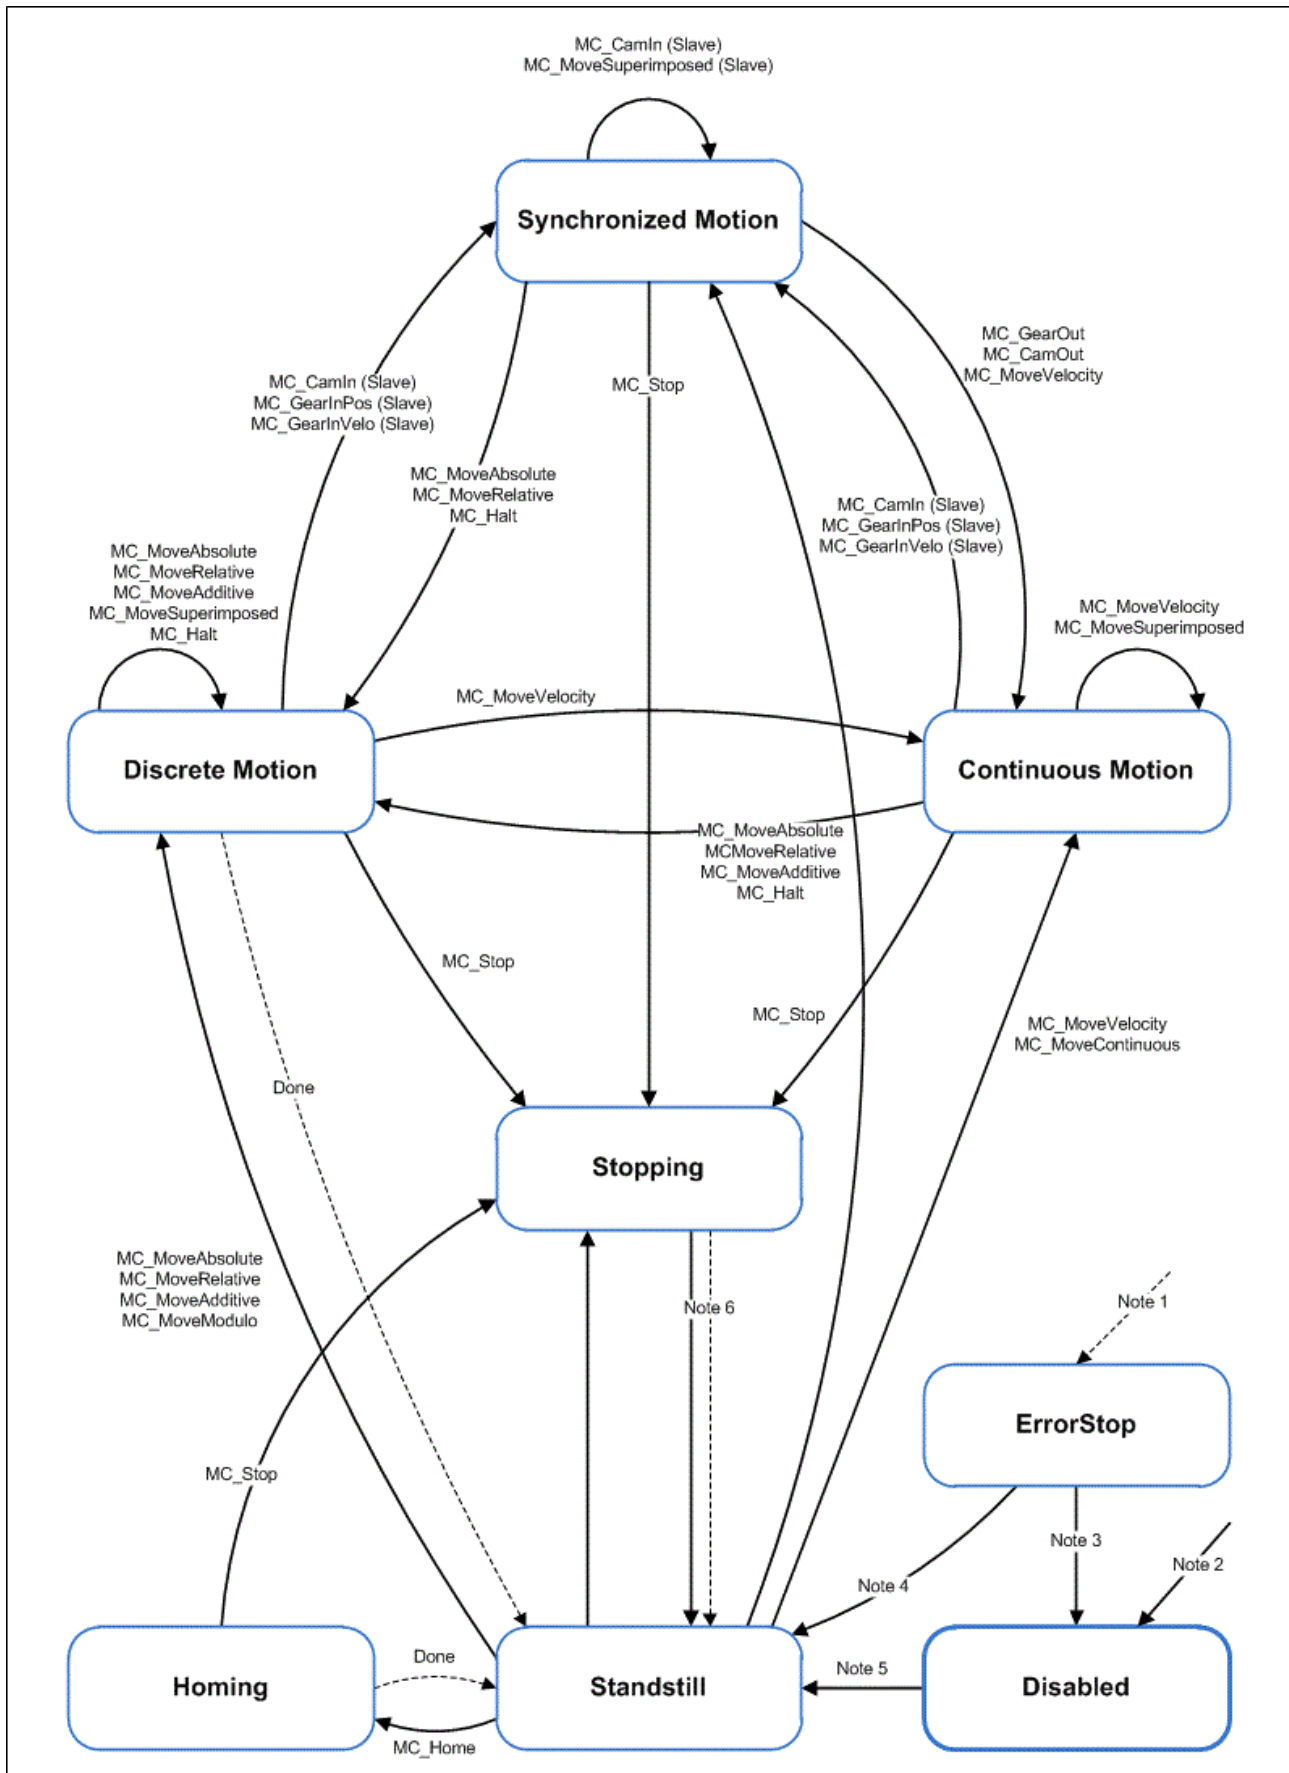 MC_CamIn (Slave)
MC_MoveSuperimposed (Slave)
Synchronized Motion
MC_GearOut
MC_CamOut
MC_MoveVelocity
MC_CamIn (Slave)
MC_GearInPos (Slave)
MC_GearInVelo (Slave)
MC_Stop
MC_MoveAbsolute
MC_MoveRelative
MC_Halt
MC_CamIn (Slave)
MC_GearInPos (Slave)
MC_GearInVelo (Slave)
MC_MoveAbsolute
MC_MoveRelative
MC_MoveAdditive
MC_MoveSuperimposed
MC_Halt
MC_MoveVelocity
MC_MoveSuperimposed
MC_MoveVelocity
Discrete Motion
Continuous Motion
MC_MoveAbsolute
MCMoveRelative
MC_MoveAdditive
MC_Halt
MC_Stop
MC_Stop
MC_MoveVelocity
MC_MoveContinuous
Done
Stopping
MC_MoveAbsolute
MC_MoveRelative
MC_MoveAdditive
MC_MoveModulo
Note 6
Note 1
ErrorStop
MC_Stop
Note 3
Note 2
Note 4
Homing
Done
Standstill
Note 5
Disabled
MC_Home